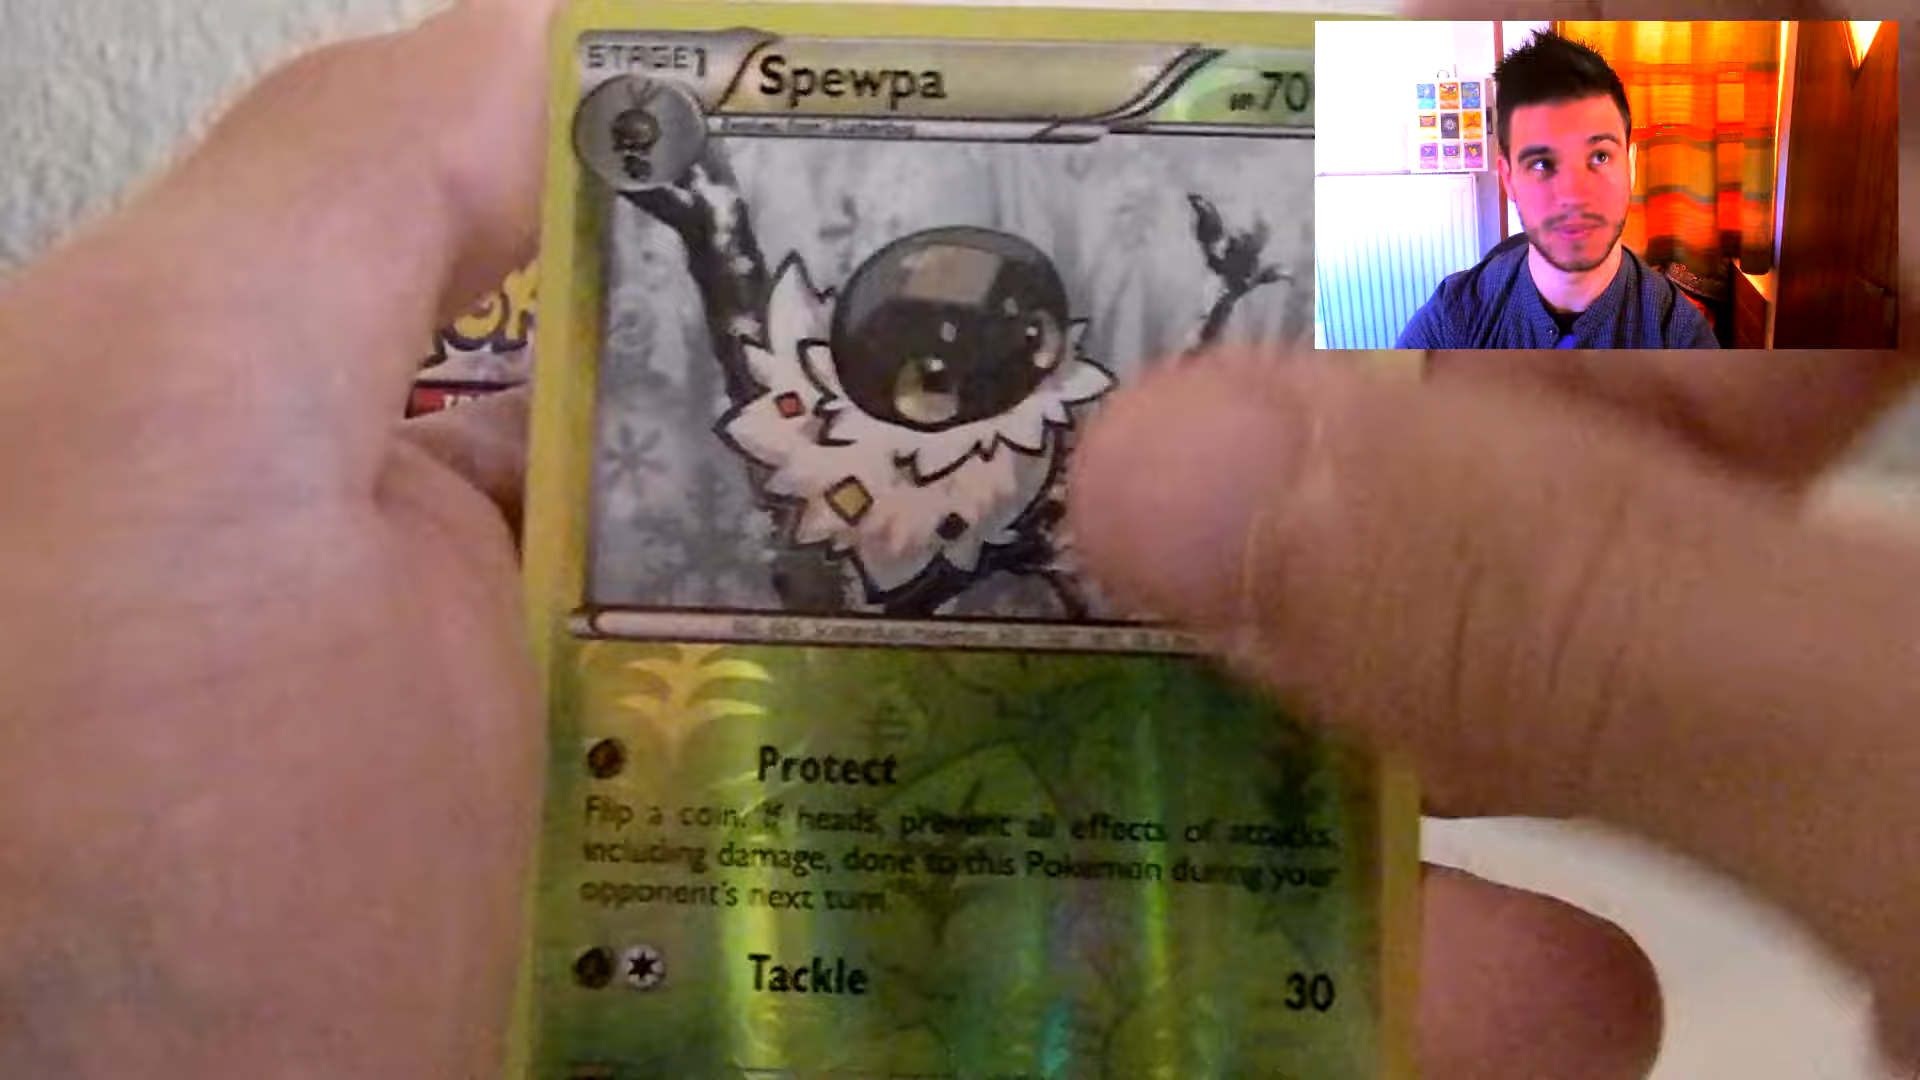 STAGE1
Spewpa
HP70
Protect
Flip a coin. If heads, prevent all effects of attacks,
including damage, done to this Pokémon during your
opponent's next turn.
Tackle
30